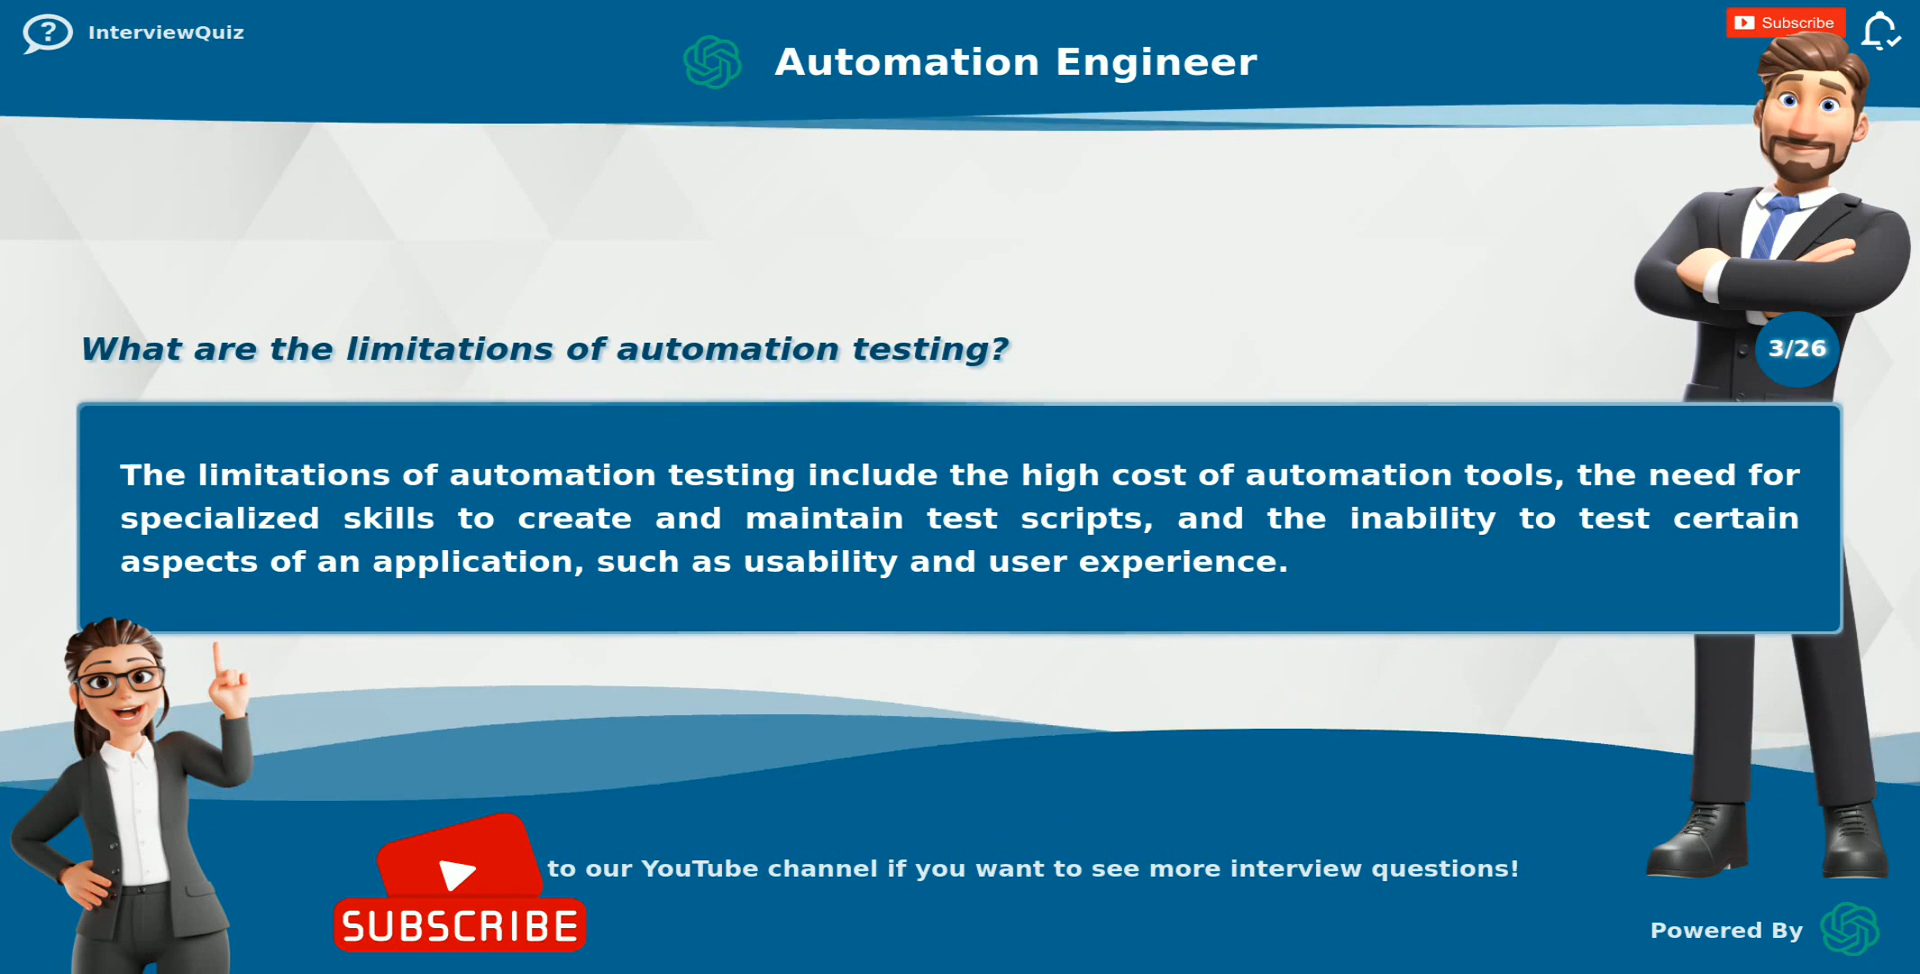 InterviewQuiz
Subscribe
Automation Engineer
What are the limitations of automation testing?
3/26
The limitations of automation testing include the high cost of automation tools, the need for
specialized skills to create and maintain test scripts, and the inability to test certain
aspects of an application, such as usability and user experience.
to our YouTube channel if you want to see more interview questions!
SUBSCRIBE
Powered By